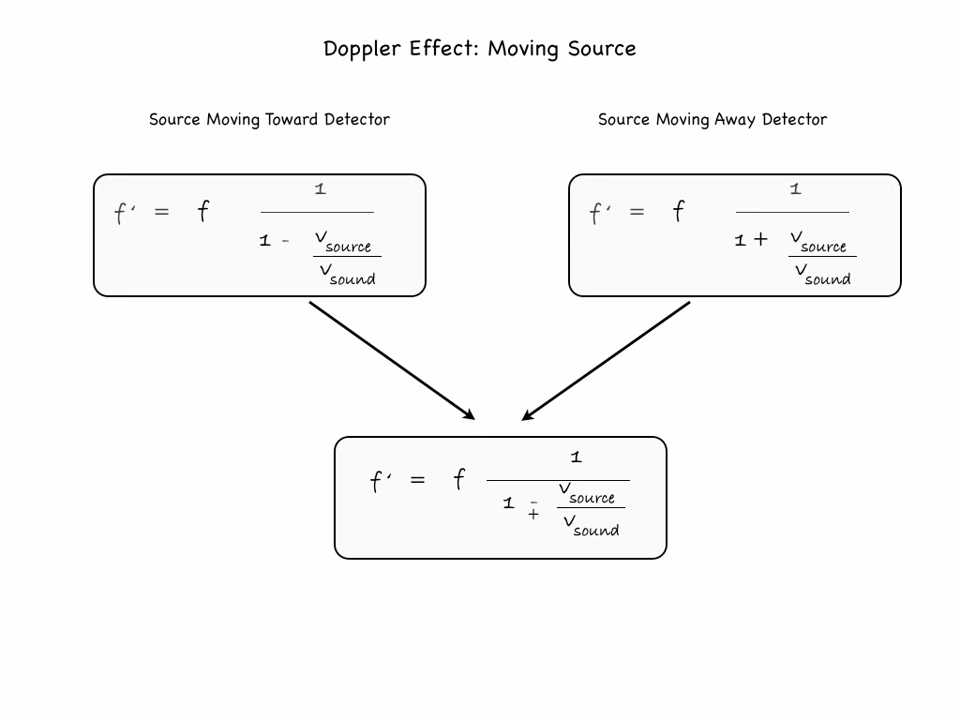 Doppler Effect: Moving Source
Source Moving Toward Detector
f' = f 1 / (1 - v_source / v_sound)
Source Moving Away Detector
f' = f 1 / (1 + v_source / v_sound)
f' = f 1 / (1 ∓ v_source / v_sound)